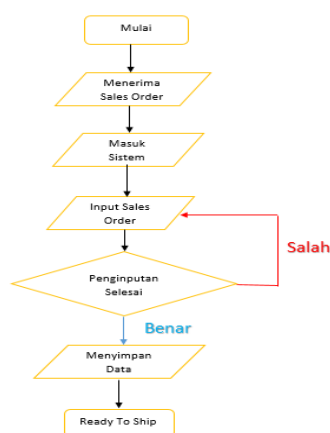 Mulai
Menerima
Sales Order
Masuk
Sistem
Input Sales
Order
Salah
Penginputan
Selesai
Benar
Menyimpan
Data
Ready To Ship